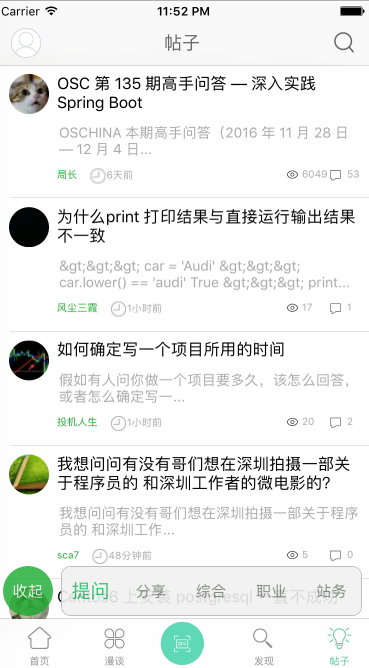 Carrier
11:52 PM
帖子
OSC 第 135 期高手问答 — 深入实践
Spring Boot
OSCHINA 本期高手问答（2016 年 11 月 28 日
— 12 月 4 日...
局长 6天前 6049 53
为什么print 打印结果与直接运行输出结果
不一致
&gt;&gt;&gt; car = 'Audi' &gt;&gt;&gt;
car.lower() == 'audi' True &gt;&gt;&gt; print...
风尘三霞 1小时前 17 1
如何确定写一个项目所用的时间
假如有人问你做一个项目要多久，该怎么回答，
或者怎么确定写一...
投机人生 1小时前 20 2
我想问问有没有哥们想在深圳拍摄一部关
于程序员的 和深圳工作者的微电影的?
我想问问有没有哥们想在深圳拍摄一部关于程序
员的 和深圳工作...
sca7 48分钟前 5 0
收起 提问 分享 综合 职业 站务
上安装 postgresql 一直不成功
首页 漫谈 发现 帖子